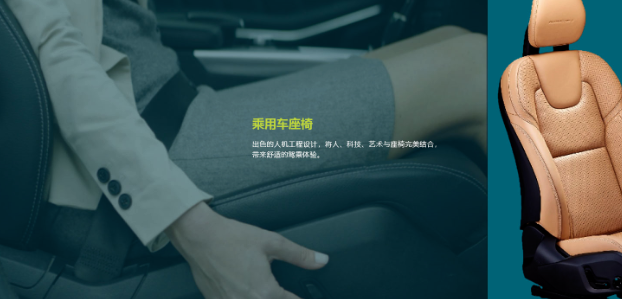 乘用车座椅
出色的人机工程设计，将人、科技、艺术与座椅完美结合，
带来舒适的驾乘体验。